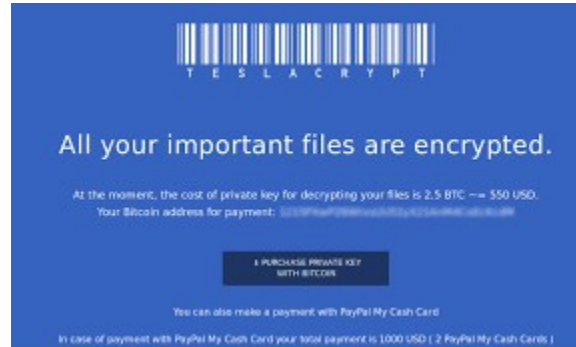 TESLACRYPT
All your important files are encrypted.
At the moment, the cost of private key for decrypting your files is 2.5 BTC ~= 550 USD.
Your Bitcoin address for payment:
PURCHASE PRIVATE KEY
WITH BITCOIN
You can also make a payment with PayPal My Cash Card
In case of payment with PayPal My Cash Card your total payment is 1000 USD ( 2 PayPal My Cash Cards )